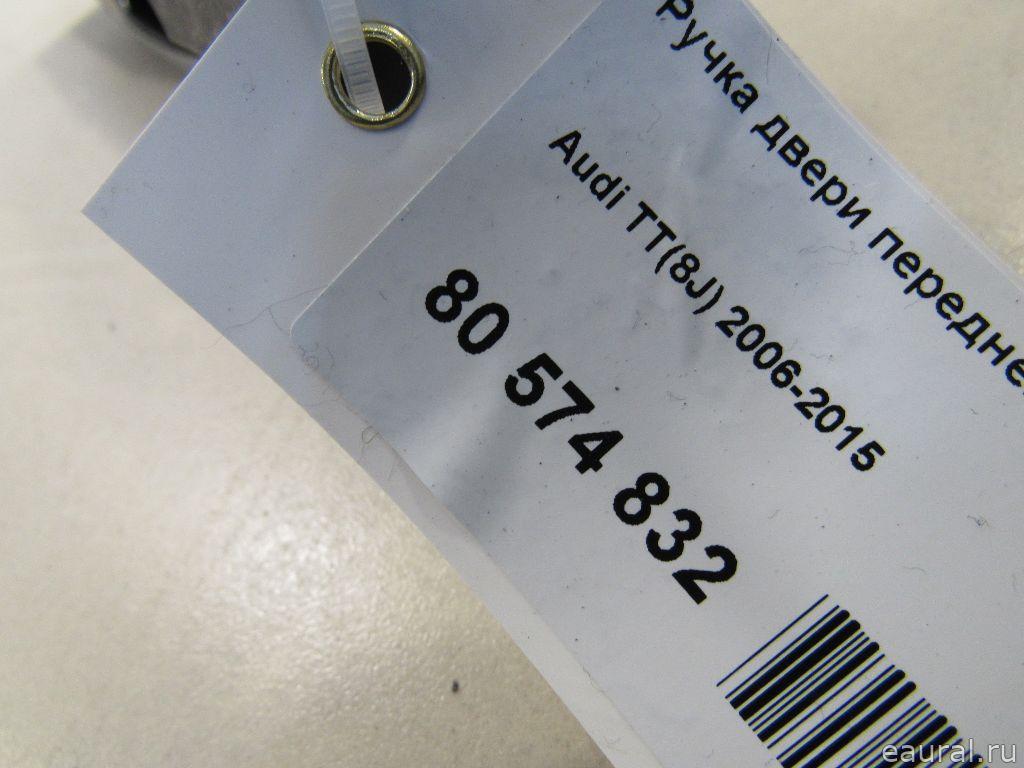 Ручка двери передне
Audi TT(8J) 2006-2015
80 574 832
eaural.ru